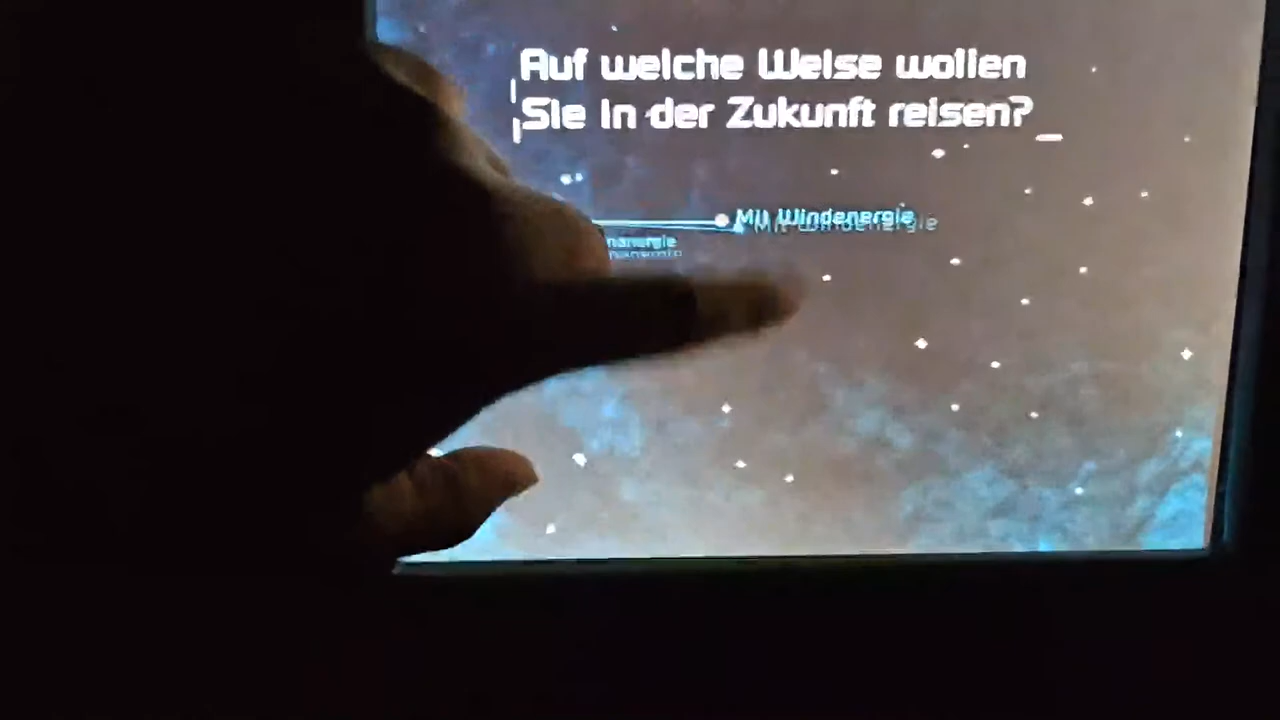 Auf welche Weise wollen
Sie in der Zukunft reisen?
Mit Windenergie